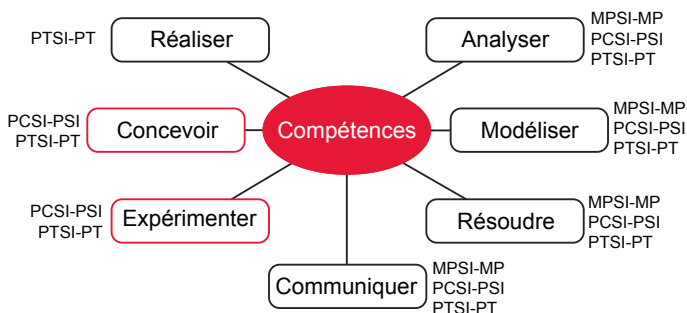 PTSI-PT
Réaliser
Analyser
MPSI-MP
PCSI-PSI
PTSI-PT
PCSI-PSI
PTSI-PT
Concevoir
Compétences
Modéliser
MPSI-MP
PCSI-PSI
PTSI-PT
PCSI-PSI
PTSI-PT
Expérimenter
Résoudre
MPSI-MP
PCSI-PSI
PTSI-PT
Communiquer
MPSI-MP
PCSI-PSI
PTSI-PT